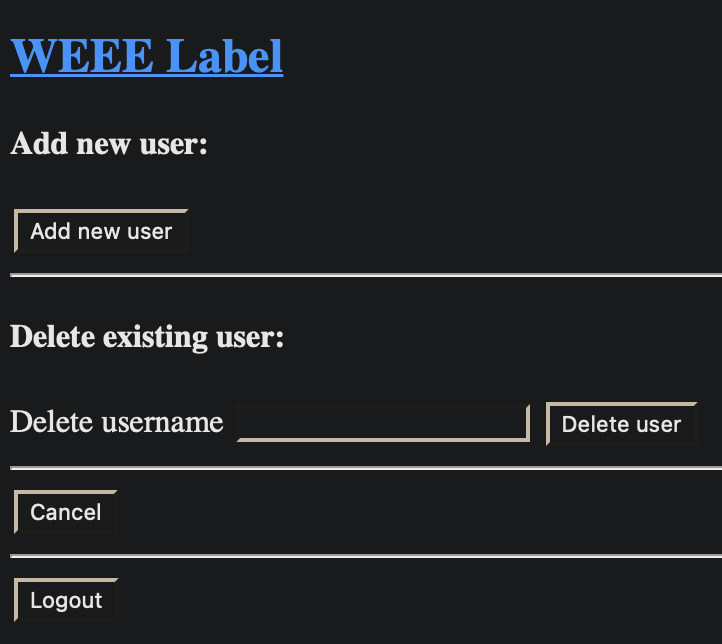 WEEE Label
Add new user:
Add new user
Delete existing user:
Delete username Delete user
Cancel
Logout